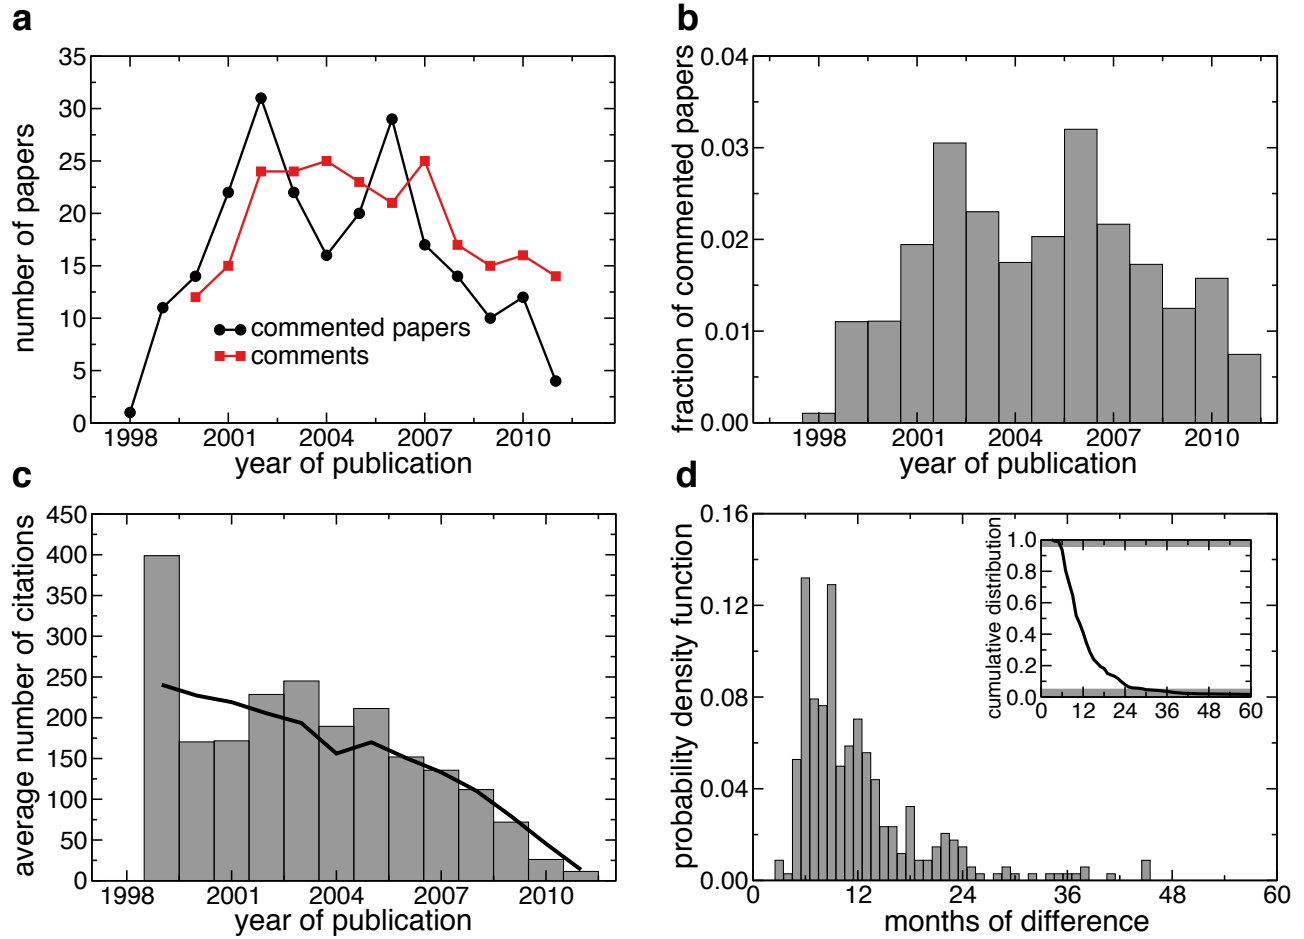 a
number of papers
35
30
25
20
15
10
5
0
commented papers
comments
1998 2001 2004 2007 2010
year of publication
b
fraction of commented papers
0.04
0.03
0.02
0.01
0.00
1998 2001 2004 2007 2010
year of publication
c
average number of citations
450
400
350
300
250
200
150
100
50
0
1998 2001 2004 2007 2010
year of publication
d
probability density function
0.16
0.12
0.08
0.04
0.00
0 12 24 36 48 60
months of difference
cumulative distribution
1.0
0.8
0.6
0.4
0.2
0.0
0 12 24 36 48 60